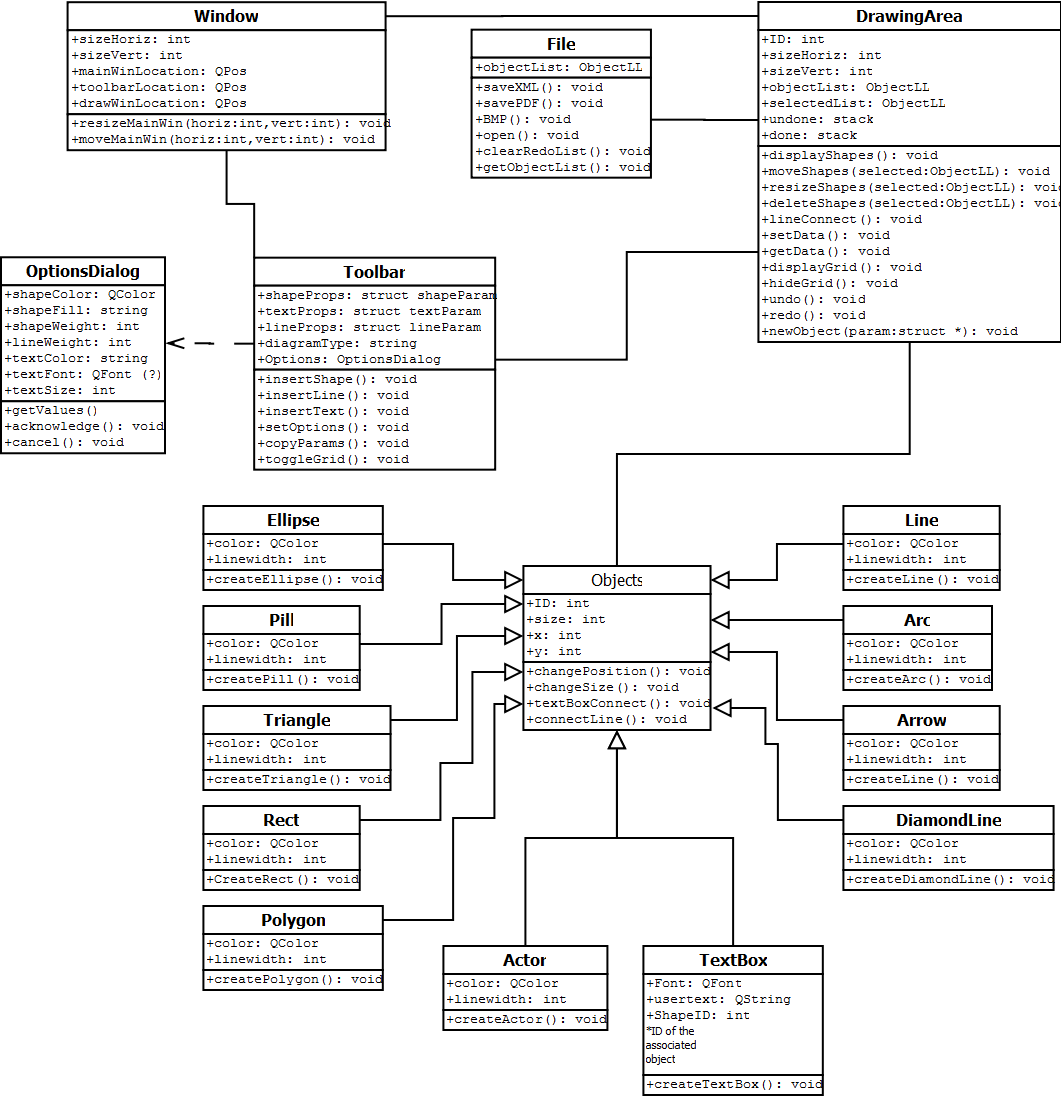 Window
+sizeHoriz: int
+sizeVert: int
+mainWinLocation: QPos
+toolbarLocation: QPos
+drawWinLocation: QPos
+resizeMainWin(horiz:int,vert:int): void
+moveMainWin(horiz:int,vert:int): void
File
+objectList: ObjectLL
+saveXML(): void
+savePDF(): void
+BMP(): void
+open(): void
+clearRedoList(): void
+getObjectList(): void
DrawingArea
+ID: int
+sizeHoriz: int
+sizeVert: int
+objectList: ObjectLL
+selectedList: ObjectLL
+undone: stack
+done: stack
+displayShapes(): void
+moveShapes(selected:ObjectLL): void
+resizeShapes(selected:ObjectLL): void
+deleteShapes(selected:ObjectLL): void
+lineConnect(): void
+setData(): void
+getData(): void
+displayGrid(): void
+hideGrid(): void
+undo(): void
+redo(): void
+newObject(param:struct *): void
OptionsDialog
+shapeColor: QColor
+shapeFill: string
+shapeWeight: int
+lineWeight: int
+textColor: string
+textFont: QFont (?)
+textSize: int
+getValues()
+acknowledge(): void
+cancel(): void
Toolbar
+shapeProps: struct shapeParam
+textProps: struct textParam
+lineProps: struct lineParam
+diagramType: string
+Options: OptionsDialog
+insertShape(): void
+insertLine(): void
+insertText(): void
+setOptions(): void
+copyParams(): void
+toggleGrid(): void
Ellipse
+color: QColor
+linewidth: int
+createEllipse(): void
Pill
+color: QColor
+linewidth: int
+createPill(): void
Triangle
+color: QColor
+linewidth: int
+createTriangle(): void
Rect
+color: QColor
+linewidth: int
+CreateRect(): void
Polygon
+color: QColor
+linewidth: int
+createPolygon(): void
Objects
+ID: int
+size: int
+x: int
+y: int
+changePosition(): void
+changeSize(): void
+textBoxConnect(): void
+connectLine(): void
Line
+color: QColor
+linewidth: int
+createLine(): void
Arc
+color: QColor
+linewidth: int
+createArc(): void
Arrow
+color: QColor
+linewidth: int
+createLine(): void
DiamondLine
+color: QColor
+linewidth: int
+createDiamondLine(): void
Actor
+color: QColor
+linewidth: int
+createActor(): void
TextBox
+Font: QFont
+usertext: QString
+ShapeID: int
*ID of the
associated
object
+createTextBox(): void